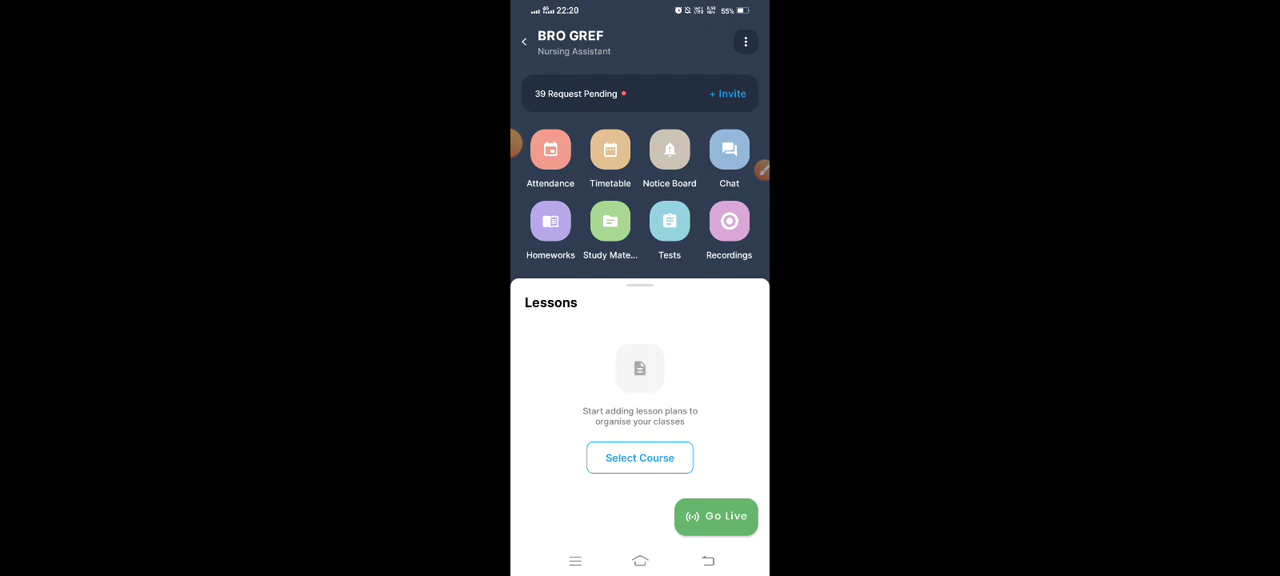 22:20
55%
BRO GREF
Nursing Assistant
39 Request Pending
+ Invite
Attendance
Timetable
Notice Board
Chat
Homeworks
Study Mate...
Tests
Recordings
Lessons
Start adding lesson plans to
organise your classes
Select Course
Go Live